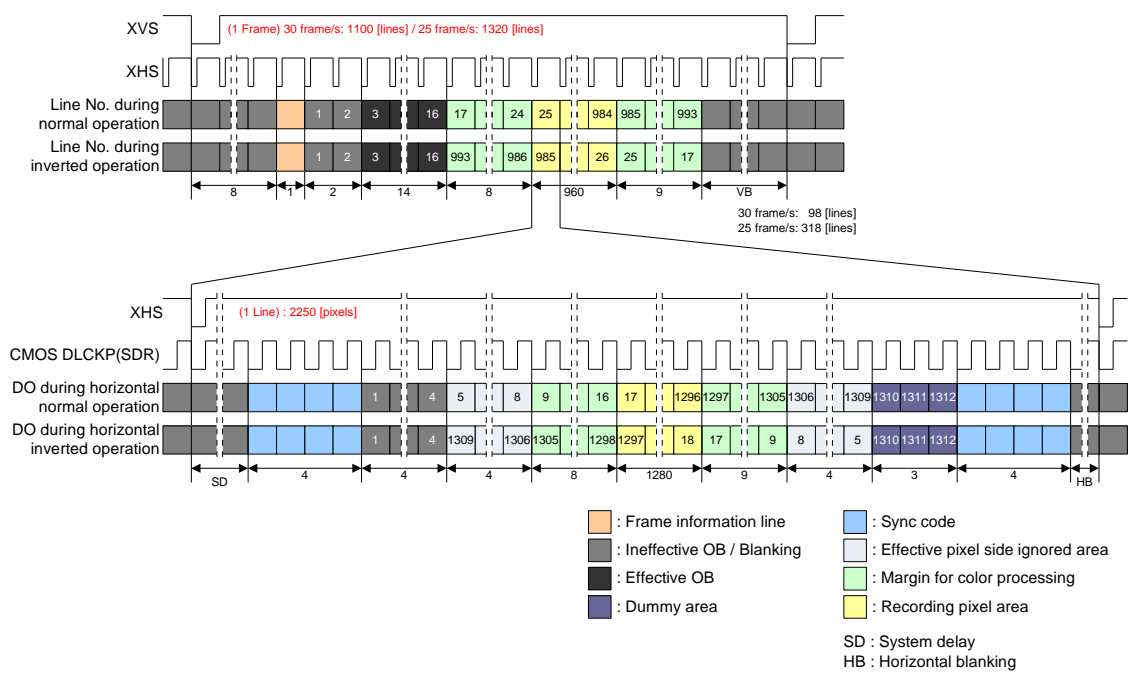 XVS
(1 Frame) 30 frame/s: 1100 [lines] / 25 frame/s: 1320 [lines]
XHS
8
Line No. during
normal operation
1 2 3 16 17 24 25 984 985 993
Line No. during
inverted operation
1 2 3 16 993 986 985 26 25 17
8 1 2 14 8 960 9 VB
30 frame/s: 98 [lines]
25 frame/s: 318 [lines]
XHS
(1 Line) : 2250 [pixels]
CMOS DLCKP(SDR)
DO during horizontal
normal operation
1 4 5 8 9 16 17 1296 1297 1305 1306 1309 1310 1311 1312
DO during horizontal
inverted operation
1 4 1309 1306 1305 1298 1297 18 17 9 8 5 1310 1311 1312
SD 4 4 4 8 1280 9 4 3 4 HB
: Frame information line
: Ineffective OB / Blanking
: Effective OB
: Dummy area
: Sync code
: Effective pixel side ignored area
: Margin for color processing
: Recording pixel area
SD : System delay
HB : Horizontal blanking